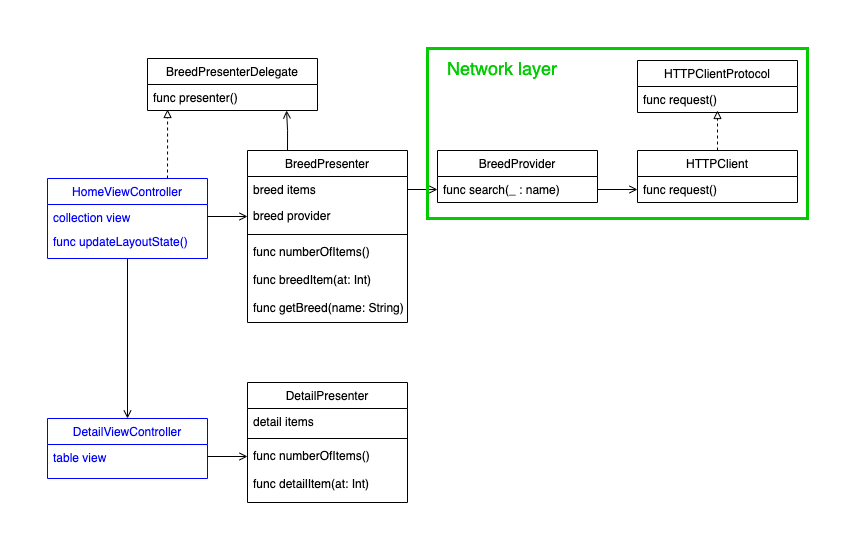 BreedPresenterDelegate
func presenter()
Network layer
HTTPClientProtocol
func request()
BreedPresenter
breed items
breed provider
func numberOfItems()
func breedItem(at: Int)
func getBreed(name: String)
BreedProvider
func search(_ : name)
HTTPClient
func request()
HomeViewController
collection view
func updateLayoutState()
DetailPresenter
detail items
func numberOfItems()
func detailItem(at: Int)
DetailViewController
table view